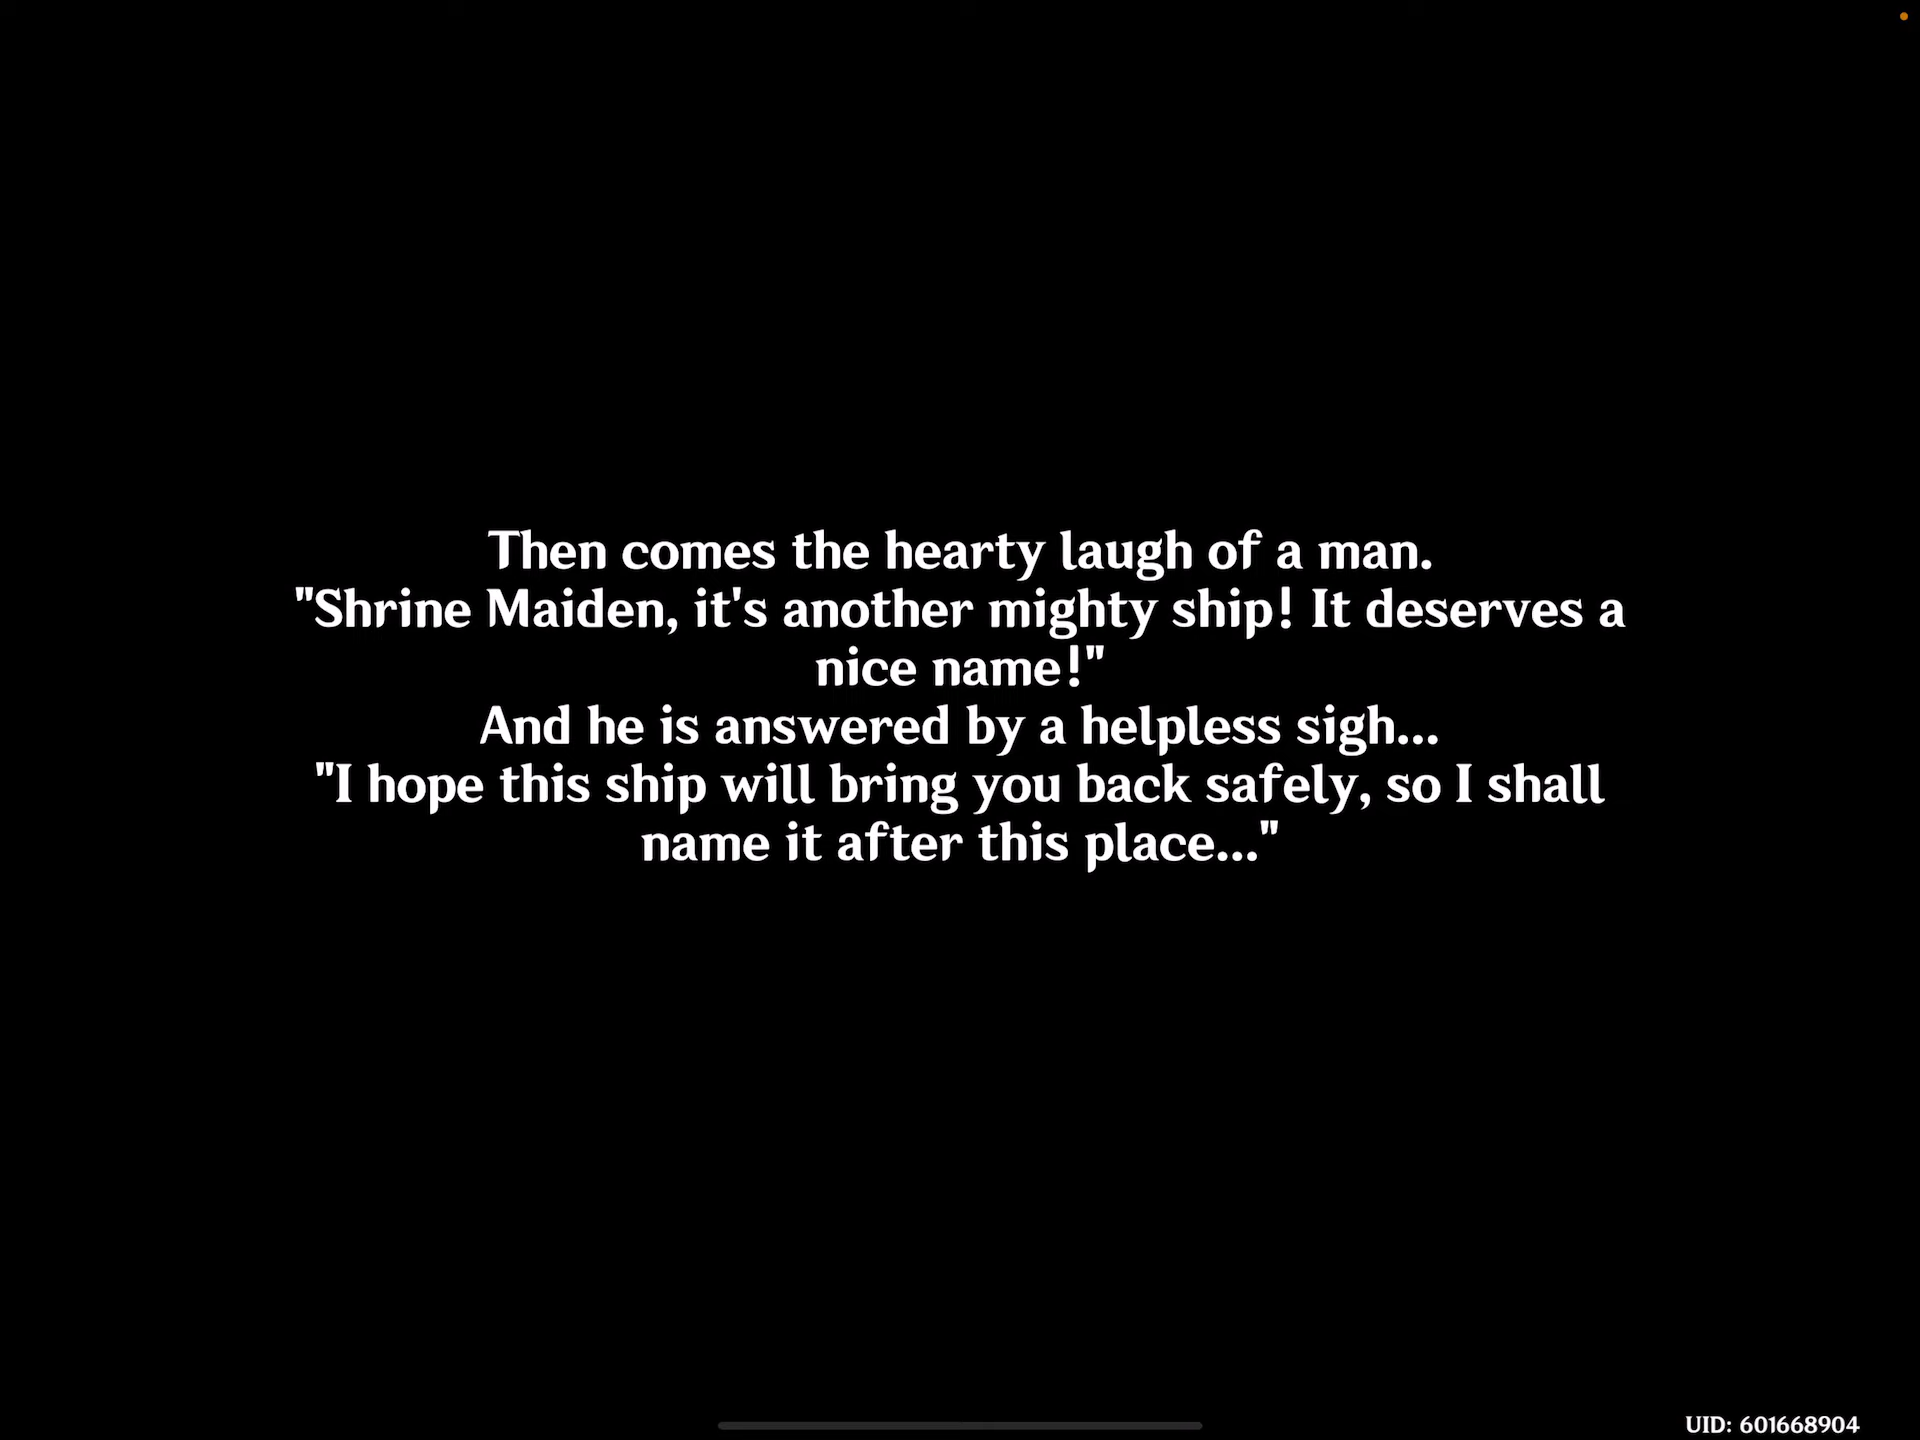 Then comes the hearty laugh of a man.
"Shrine Maiden, it's another mighty ship! It deserves a
nice name!"
And he is answered by a helpless sigh...
"I hope this ship will bring you back safely, so I shall
name it after this place..."
UID: 601668904